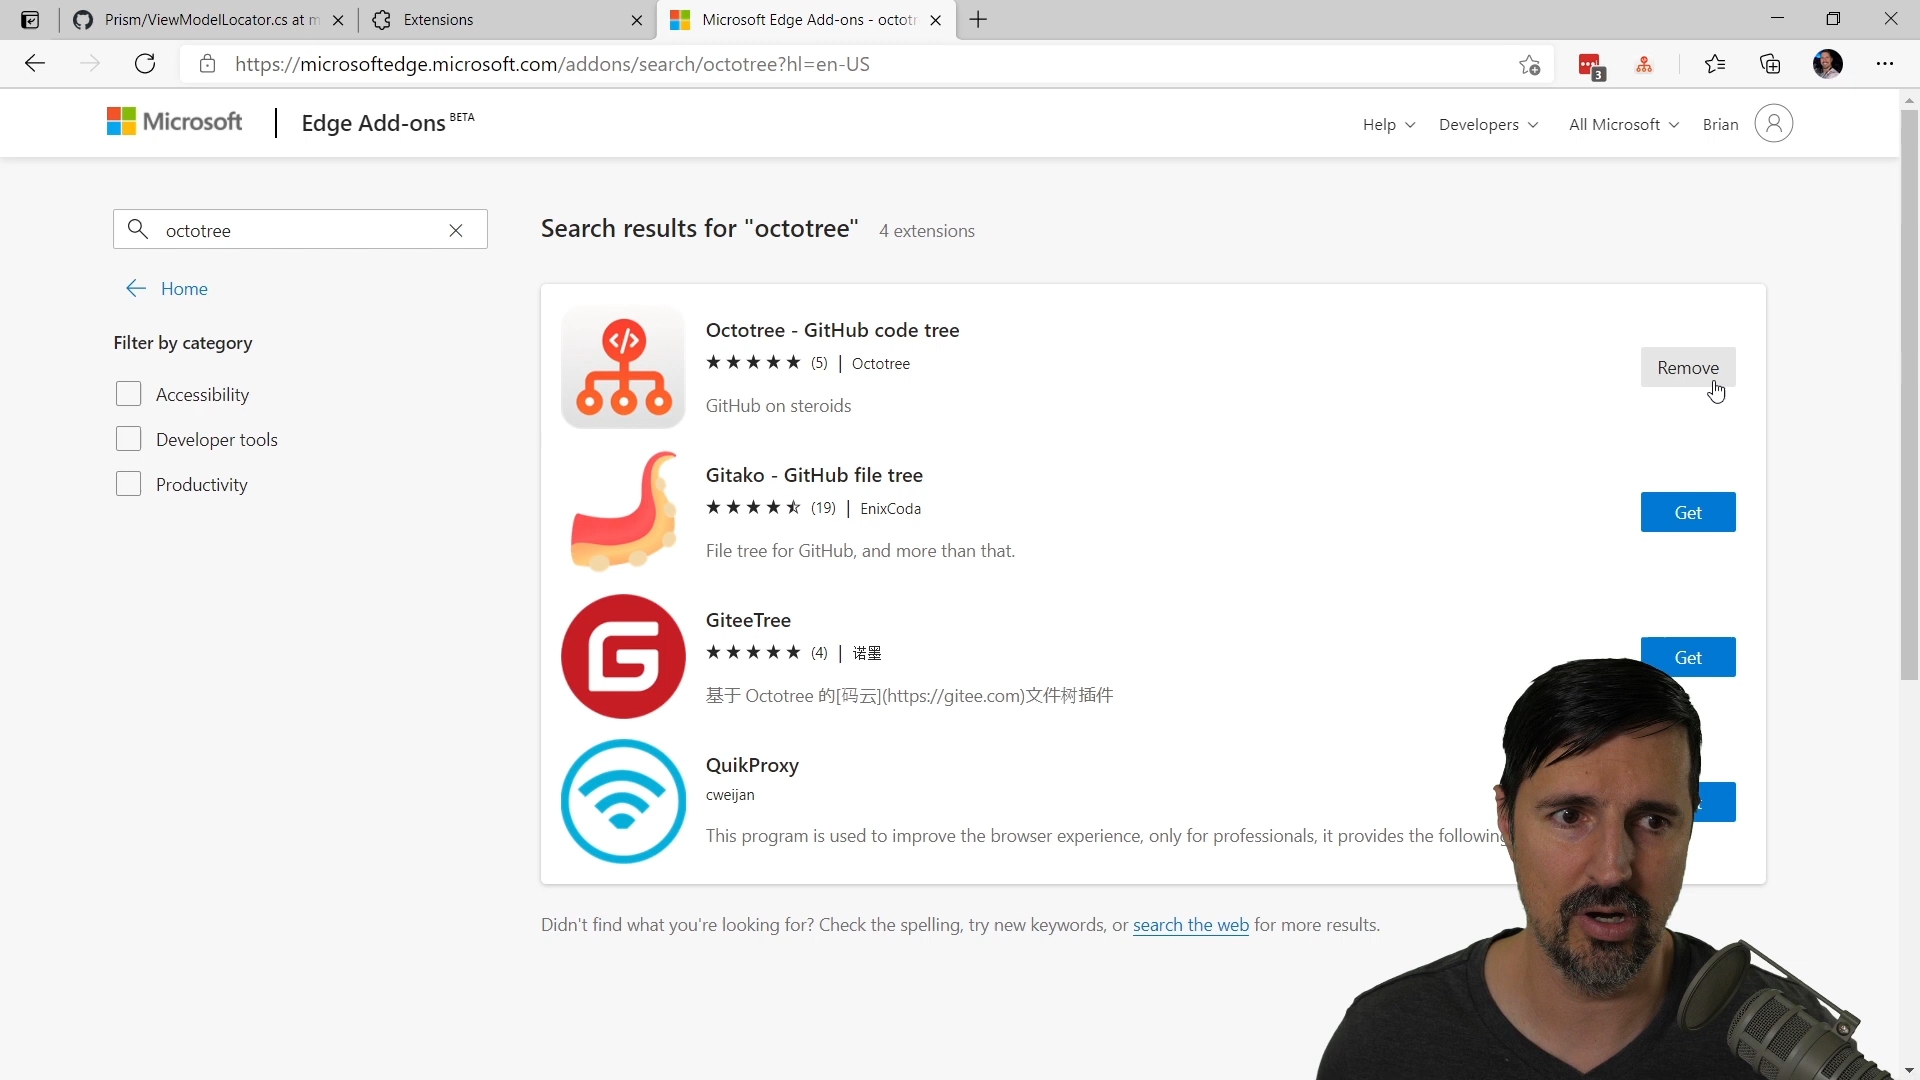 Prism/ViewModelLocator.cs at m
Extensions
Microsoft Edge Add-ons - octotr
https://microsoftedge.microsoft.com/addons/search/octotree?hl=en-US
3
Microsoft
Edge Add-ons BETA
Help
Developers
All Microsoft
Brian
octotree
Search results for "octotree" 4 extensions
Home
Filter by category
Accessibility
Developer tools
Productivity
Octotree - GitHub code tree
(5) | Octotree
GitHub on steroids
Remove
Gitako - GitHub file tree
(19) | EnixCoda
File tree for GitHub, and more than that.
Get
GiteeTree
(4) | 诺墨
基于 Octotree 的[码云](https://gitee.com)文件树插件
Get
QuikProxy
cweijan
This program is used to improve the browser experience, only for professionals, it provides the following
Didn't find what you're looking for? Check the spelling, try new keywords, or search the web for more results.